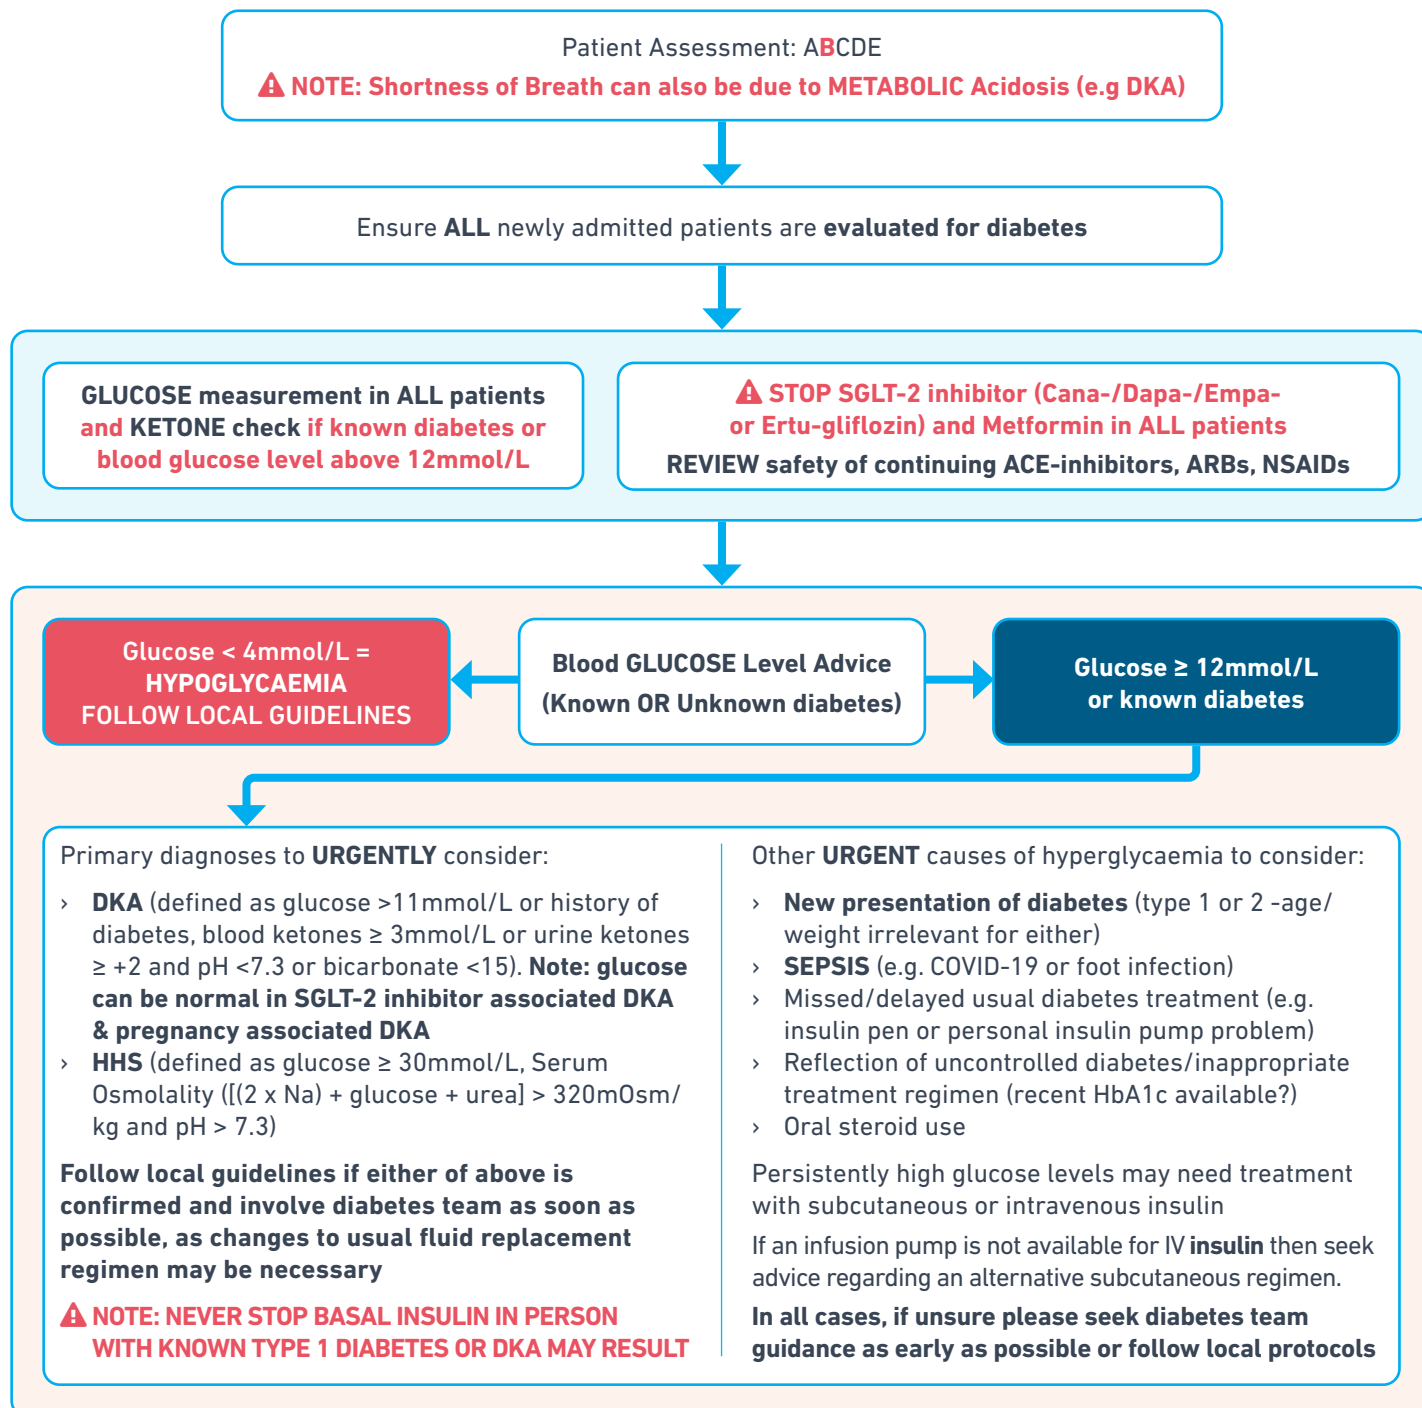 Patient Assessment: ABCDE
NOTE: Shortness of Breath can also be due to METABOLIC Acidosis (e.g DKA)
Ensure ALL newly admitted patients are evaluated for diabetes
GLUCOSE measurement in ALL patients
and KETONE check if known diabetes or
blood glucose level above 12mmol/L
STOP SGLT-2 inhibitor (Cana-/Dapa-/Empa-
or Ertu-gliflozin) and Metformin in ALL patients
REVIEW safety of continuing ACE-inhibitors, ARBs, NSAIDs
Glucose < 4mmol/L =
HYPOGLYCAEMIA
FOLLOW LOCAL GUIDELINES
Blood GLUCOSE Level Advice
(Known OR Unknown diabetes)
Glucose ≥ 12mmol/L
or known diabetes
Primary diagnoses to URGENTLY consider:
› DKA (defined as glucose >11mmol/L or history of
diabetes, blood ketones ≥ 3mmol/L or urine ketones
≥ +2 and pH <7.3 or bicarbonate <15). Note: glucose
can be normal in SGLT-2 inhibitor associated DKA
& pregnancy associated DKA
› HHS (defined as glucose ≥ 30mmol/L, Serum
Osmolality ([(2 x Na) + glucose + urea] > 320mOsm/
kg and pH > 7.3)
Follow local guidelines if either of above is
confirmed and involve diabetes team as soon as
possible, as changes to usual fluid replacement
regimen may be necessary
NOTE: NEVER STOP BASAL INSULIN IN PERSON
WITH KNOWN TYPE 1 DIABETES OR DKA MAY RESULT
Other URGENT causes of hyperglycaemia to consider:
› New presentation of diabetes (type 1 or 2 -age/
weight irrelevant for either)
› SEPSIS (e.g. COVID-19 or foot infection)
› Missed/delayed usual diabetes treatment (e.g.
insulin pen or personal insulin pump problem)
› Reflection of uncontrolled diabetes/inappropriate
treatment regimen (recent HbA1c available?)
› Oral steroid use
Persistently high glucose levels may need treatment
with subcutaneous or intravenous insulin
If an infusion pump is not available for IV insulin then seek
advice regarding an alternative subcutaneous regimen.
In all cases, if unsure please seek diabetes team
guidance as early as possible or follow local protocols